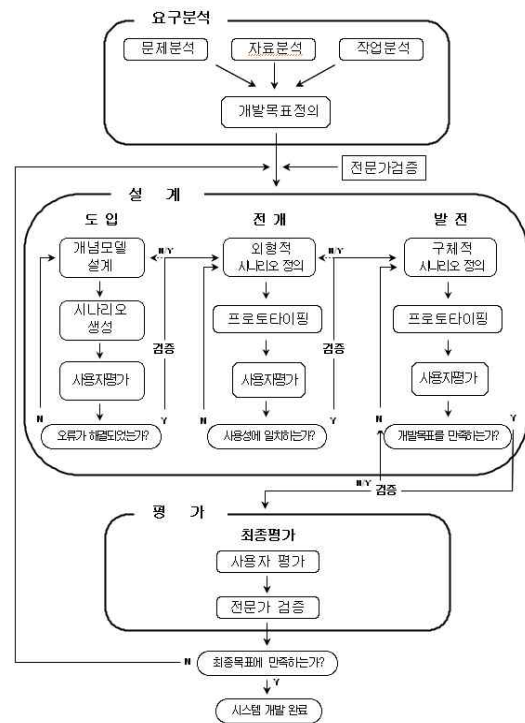 요구분석
문제분석 자료분석 작업분석
개발목표정의
전문가검증
설 계
도 입 전 개 발 전
개념모델
설계
N/Y
외형적
시나리오 정의
N/Y
구체적
시나리오 정의
시나리오
생성
프로토타이핑
프로토타이핑
검증
검증
사용자평가
사용자평가
사용자평가
N Y N Y N Y
오류가 해결되었는가?
사용성에 일치하는가?
개발목표를 만족하는가?
N/Y 검증
평 가
최종평가
사용자 평가
전문가 검증
N
최종목표에 만족하는가?
Y
시스템 개발 완료